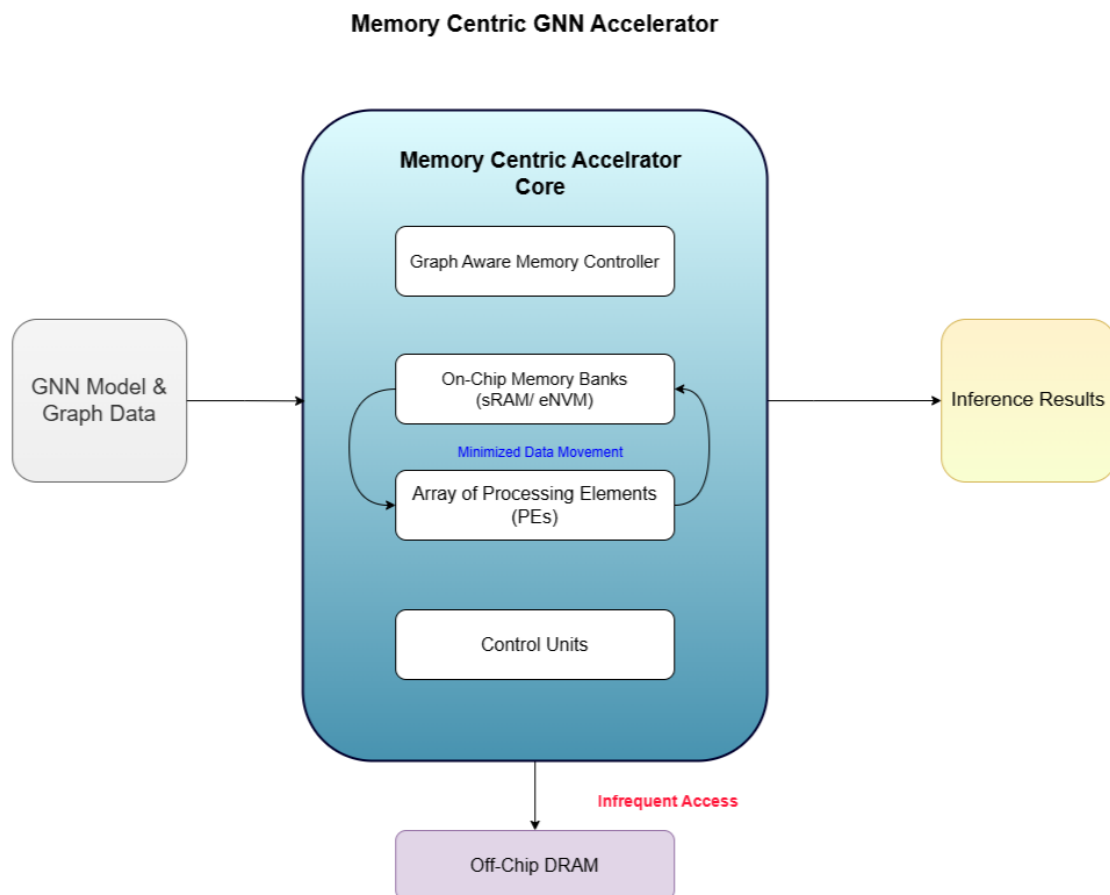 Memory Centric GNN Accelerator
Memory Centric Accelrator
Core
Graph Aware Memory Controller
GNN Model &
Graph Data
On-Chip Memory Banks
(sRAM/ eNVM)
Minimized Data Movement
Array of Processing Elements
(PEs)
Inference Results
Control Units
Infrequent Access
Off-Chip DRAM